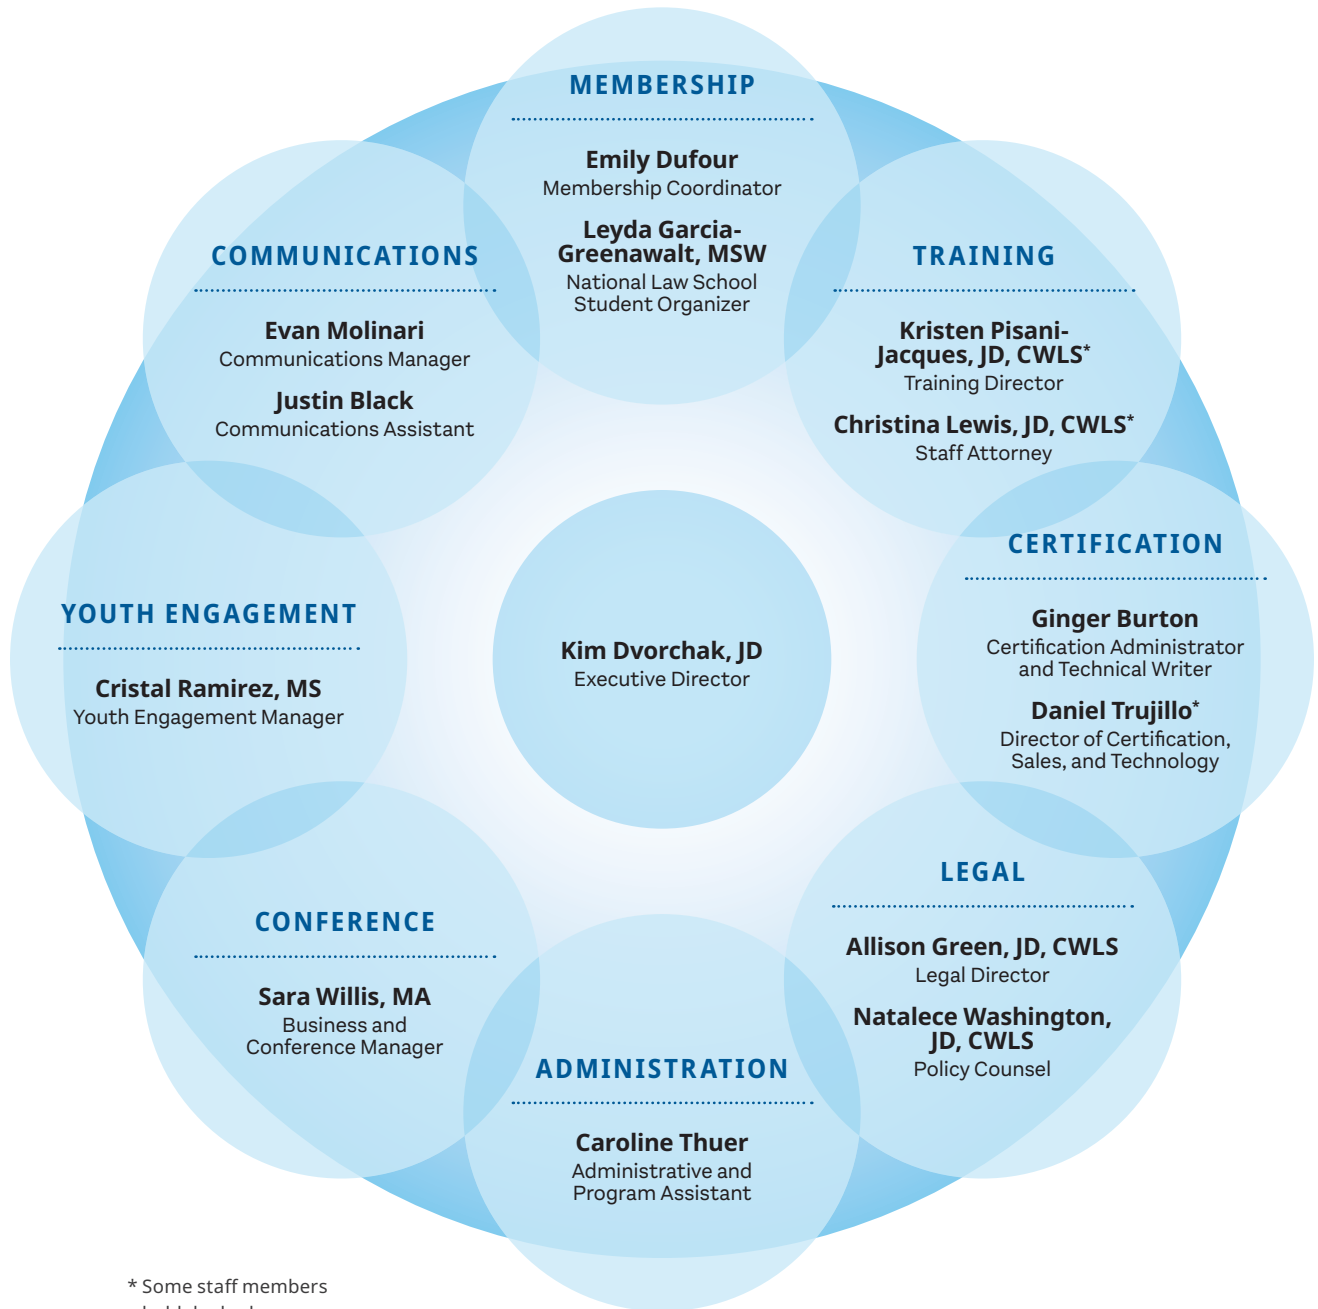 MEMBERSHIP
Emily Dufour
Membership Coordinator
Leyda Garcia-
Greenawalt, MSW
National Law School
Student Organizer
COMMUNICATIONS
Evan Molinari
Communications Manager
Justin Black
Communications Assistant
TRAINING
Kristen Pisani-
Jacques, JD, CWLS*
Training Director
Christina Lewis, JD, CWLS*
Staff Attorney
CERTIFICATION
Ginger Burton
Certification Administrator
and Technical Writer
Daniel Trujillo*
Director of Certification,
Sales, and Technology
YOUTH ENGAGEMENT
Cristal Ramirez, MS
Youth Engagement Manager
Kim Dvorchak, JD
Executive Director
LEGAL
Allison Green, JD, CWLS
Legal Director
Natalece Washington,
JD, CWLS
Policy Counsel
CONFERENCE
Sara Willis, MA
Business and
Conference Manager
ADMINISTRATION
Caroline Thuer
Administrative and
Program Assistant
* Some staff members